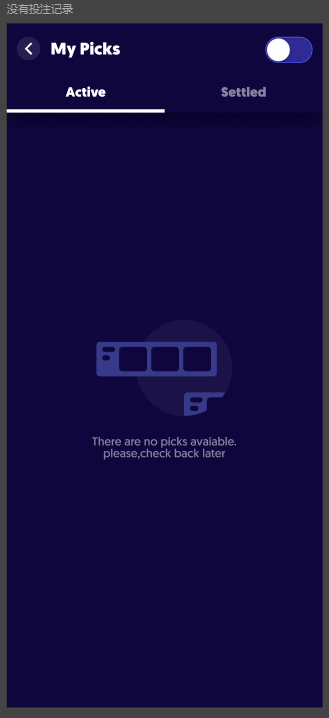 没有投注记录
My Picks
Active
Settled
There are no picks avaiable.
please,check back later